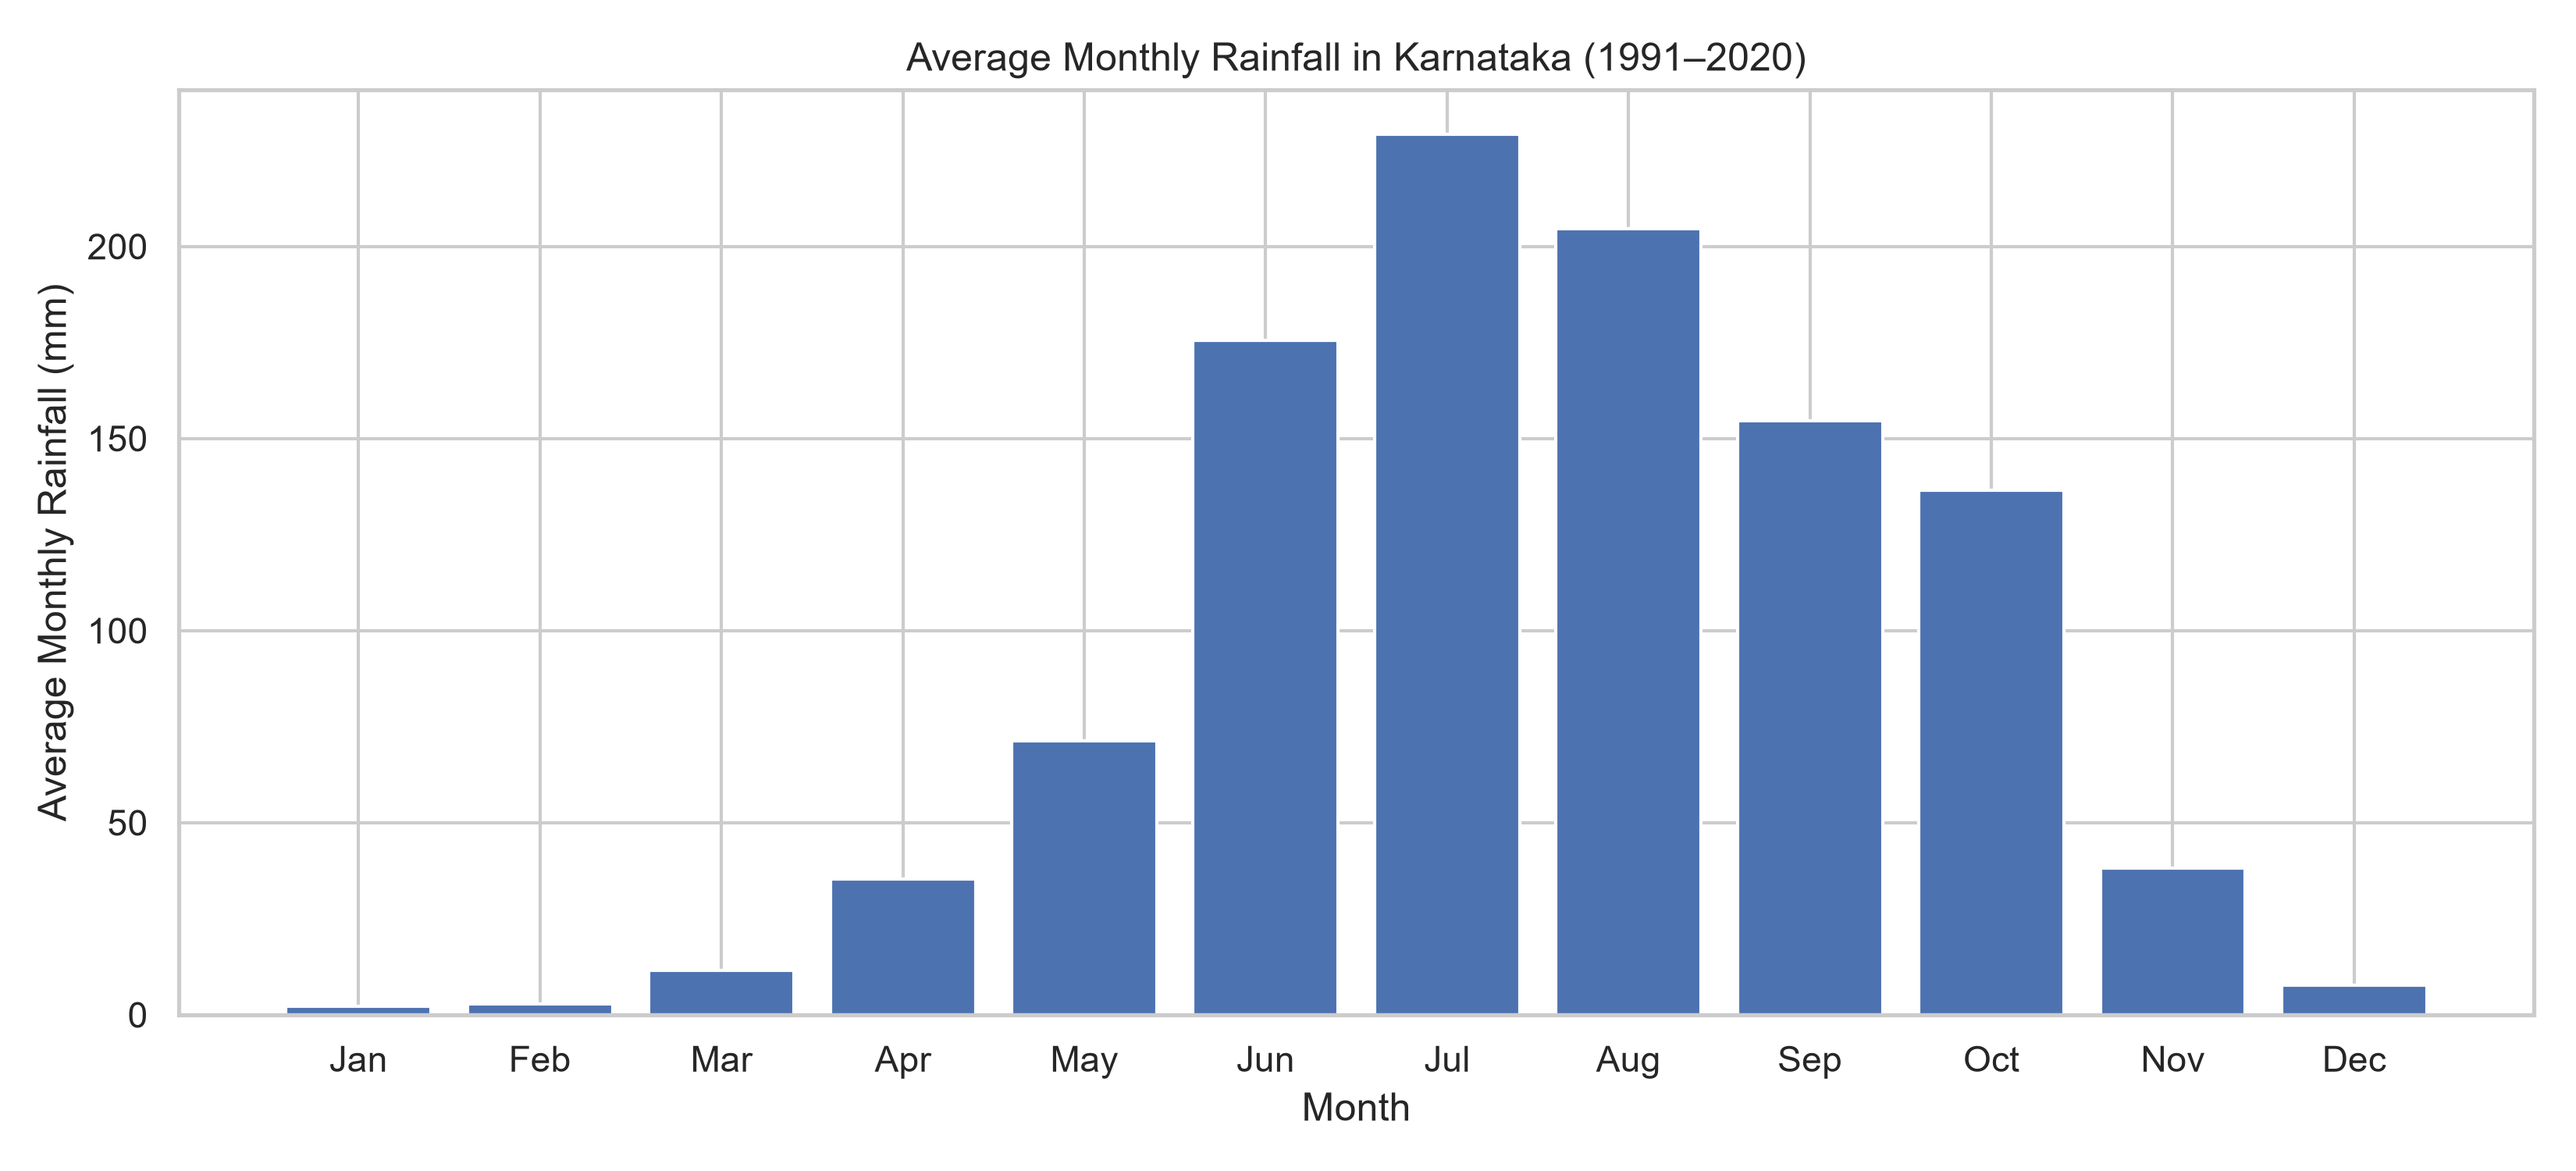 Average Monthly Rainfall in Karnataka (1991–2020)
Average Monthly Rainfall (mm)
200
150
100
50
0
Jan Feb Mar Apr May Jun Jul Aug Sep Oct Nov Dec
Month